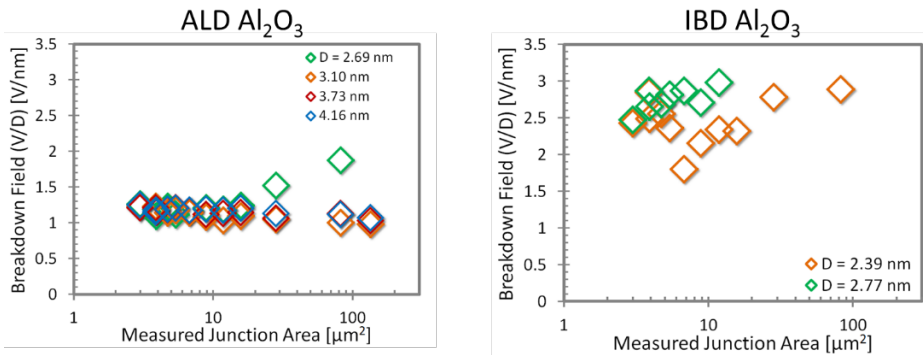 ALD Al₂O₃
Breakdown Field (V/D) [V/nm]
3.5
3
2.5
2
1.5
1
0.5
0
D = 2.69 nm
3.10 nm
3.73 nm
4.16 nm
1 10 100
Measured Junction Area [µm²]
IBD Al₂O₃
Breakdown Field (V/D) [V/nm]
3.5
3
2.5
2
1.5
1
0.5
0
D = 2.39 nm
D = 2.77 nm
1 10 100
Measured Junction Area [µm²]